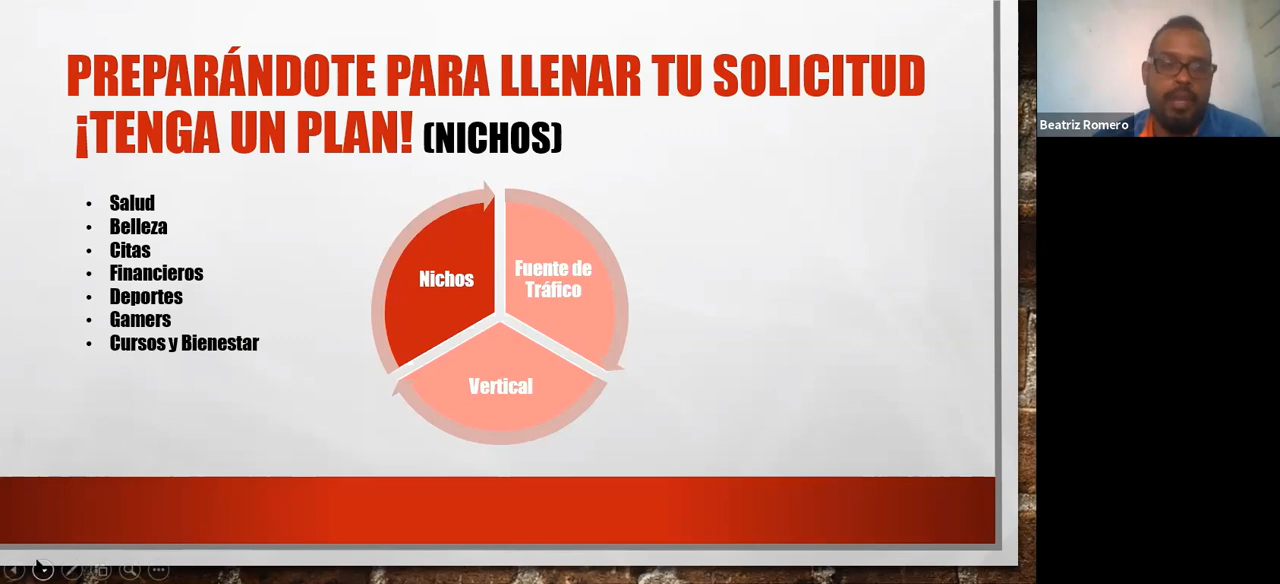 PREPARÁNDOTE PARA LLENAR TU SOLICITUD
¡TENGA UN PLAN! (NICHOS)
• Salud
• Belleza
• Citas
• Financieros
• Deportes
• Gamers
• Cursos y Bienestar
Nichos
Fuente de
Tráfico
Vertical
Beatriz Romero